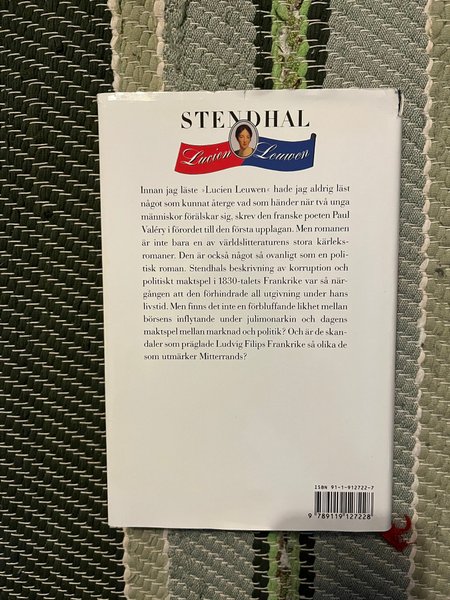 STENDHAL
Lucien Leuwen
Innan jag läste »Lucien Leuwen« hade jag aldrig läst
något som kunnat återge vad som händer när två unga
människor förälskar sig, skrev den franske poeten Paul
Valéry i förordet till den första upplagan. Men romanen
är inte bara en av världslitteraturens stora kärleks-
romaner. Den är också något så ovanligt som en poli-
tisk roman. Stendhals beskrivning av korruption och
politiskt maktspel i 1830-talets Frankrike var så när-
gången att den förhindrade all utgivning under hans
livstid. Men finns det inte en förbluffande likhet mellan
börsens inflytande under julimonarkin och dagens
maktspel mellan marknad och politik? Och är de skan-
daler som präglade Ludvig Filips Frankrike så olika de
som utmärker Mitterrands?
ISBN 91-1-912722-7
9 789119 127228